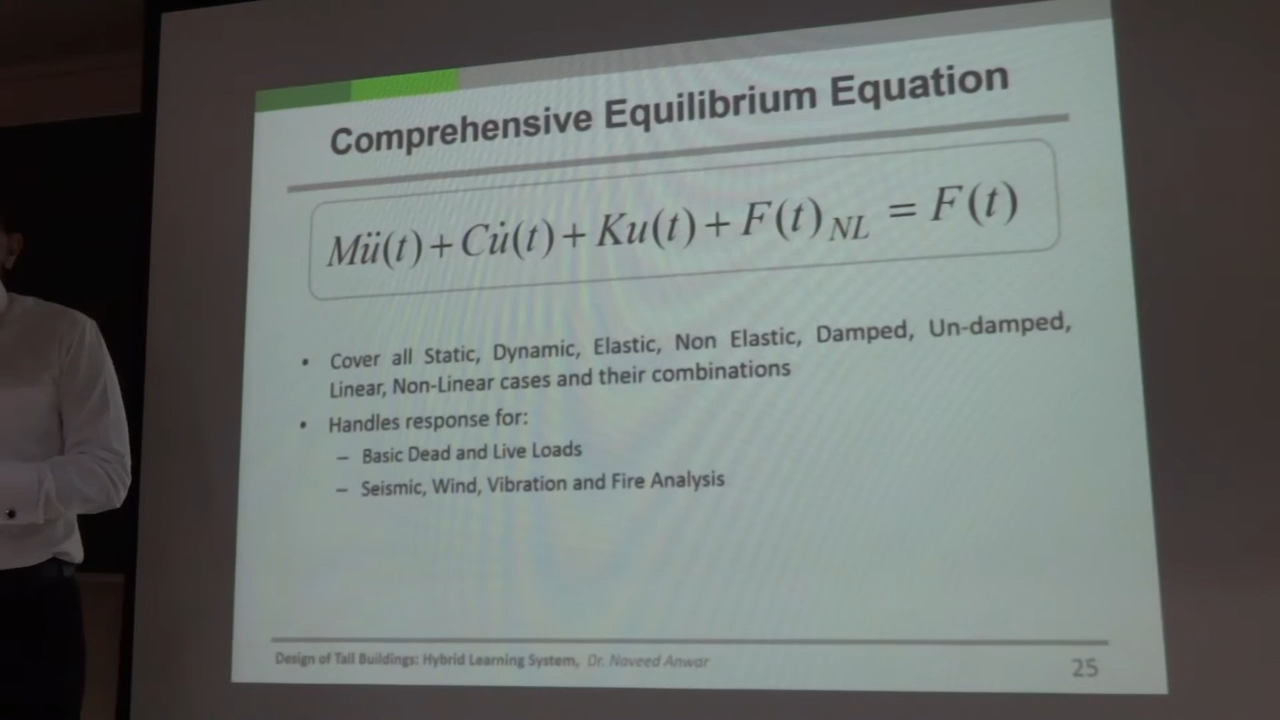 Comprehensive Equilibrium Equation
Mü(t) + Cu̇(t) + Ku(t) + F(t)NL = F(t)
• Cover all Static, Dynamic, Elastic, Non Elastic, Damped, Un-damped,
Linear, Non-Linear cases and their combinations
• Handles response for:
– Basic Dead and Live Loads
– Seismic, Wind, Vibration and Fire Analysis
Design of Tall Buildings: Hybrid Learning System, Dr. Naveed Anwar
25